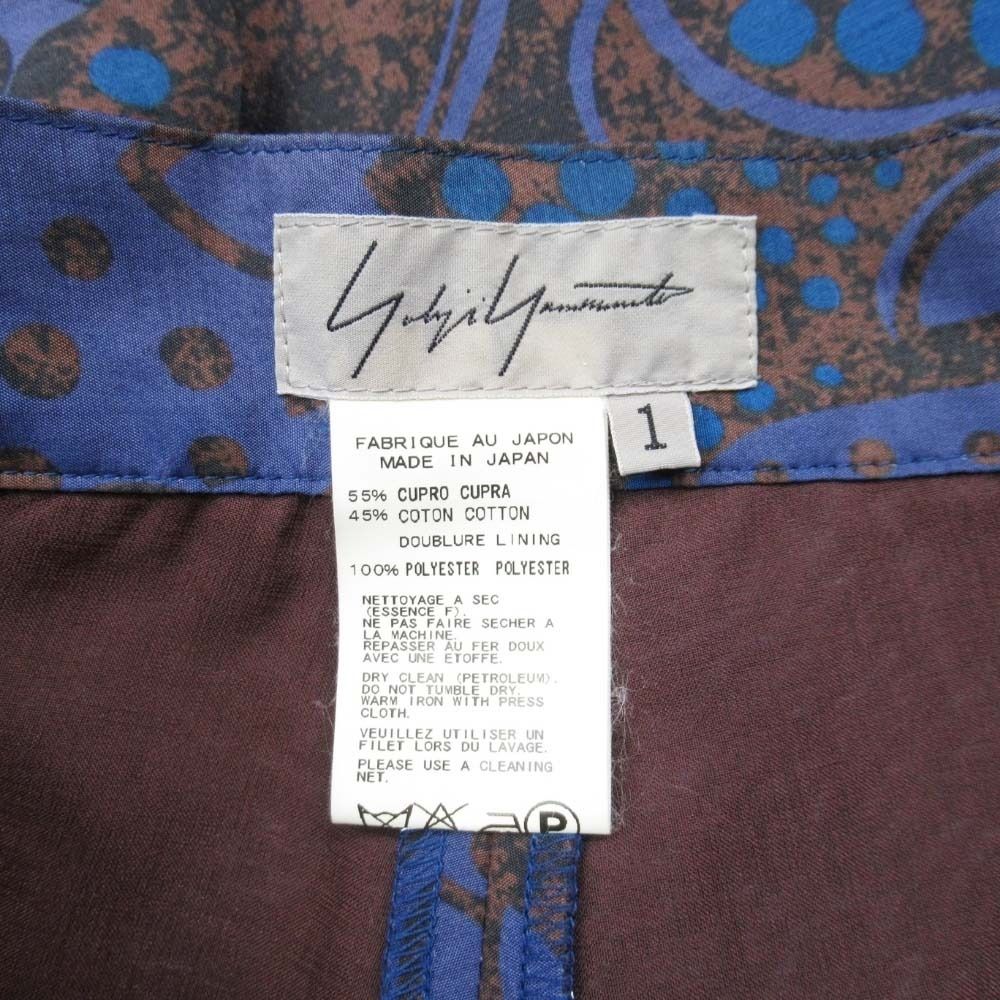 Yohji Yamamoto
1
FABRIQUE AU JAPON
MADE IN JAPAN
55% CUPRO CUPRA
45% COTON COTTON
DOUBLURE LINING
100% POLYESTER POLYESTER
NETTOYAGE A SEC
(ESSENCE F).
NE PAS FAIRE SECHER A
LA MACHINE.
REPASSER AU FER DOUX
AVEC UNE ETOFFE.
DRY CLEAN (PETROLEUM).
DO NOT TUMBLE DRY.
WARM IRON WITH PRESS
CLOTH.
VEUILLEZ UTILISER UN
FILET LORS DU LAVAGE.
PLEASE USE A CLEANING
NET.
P